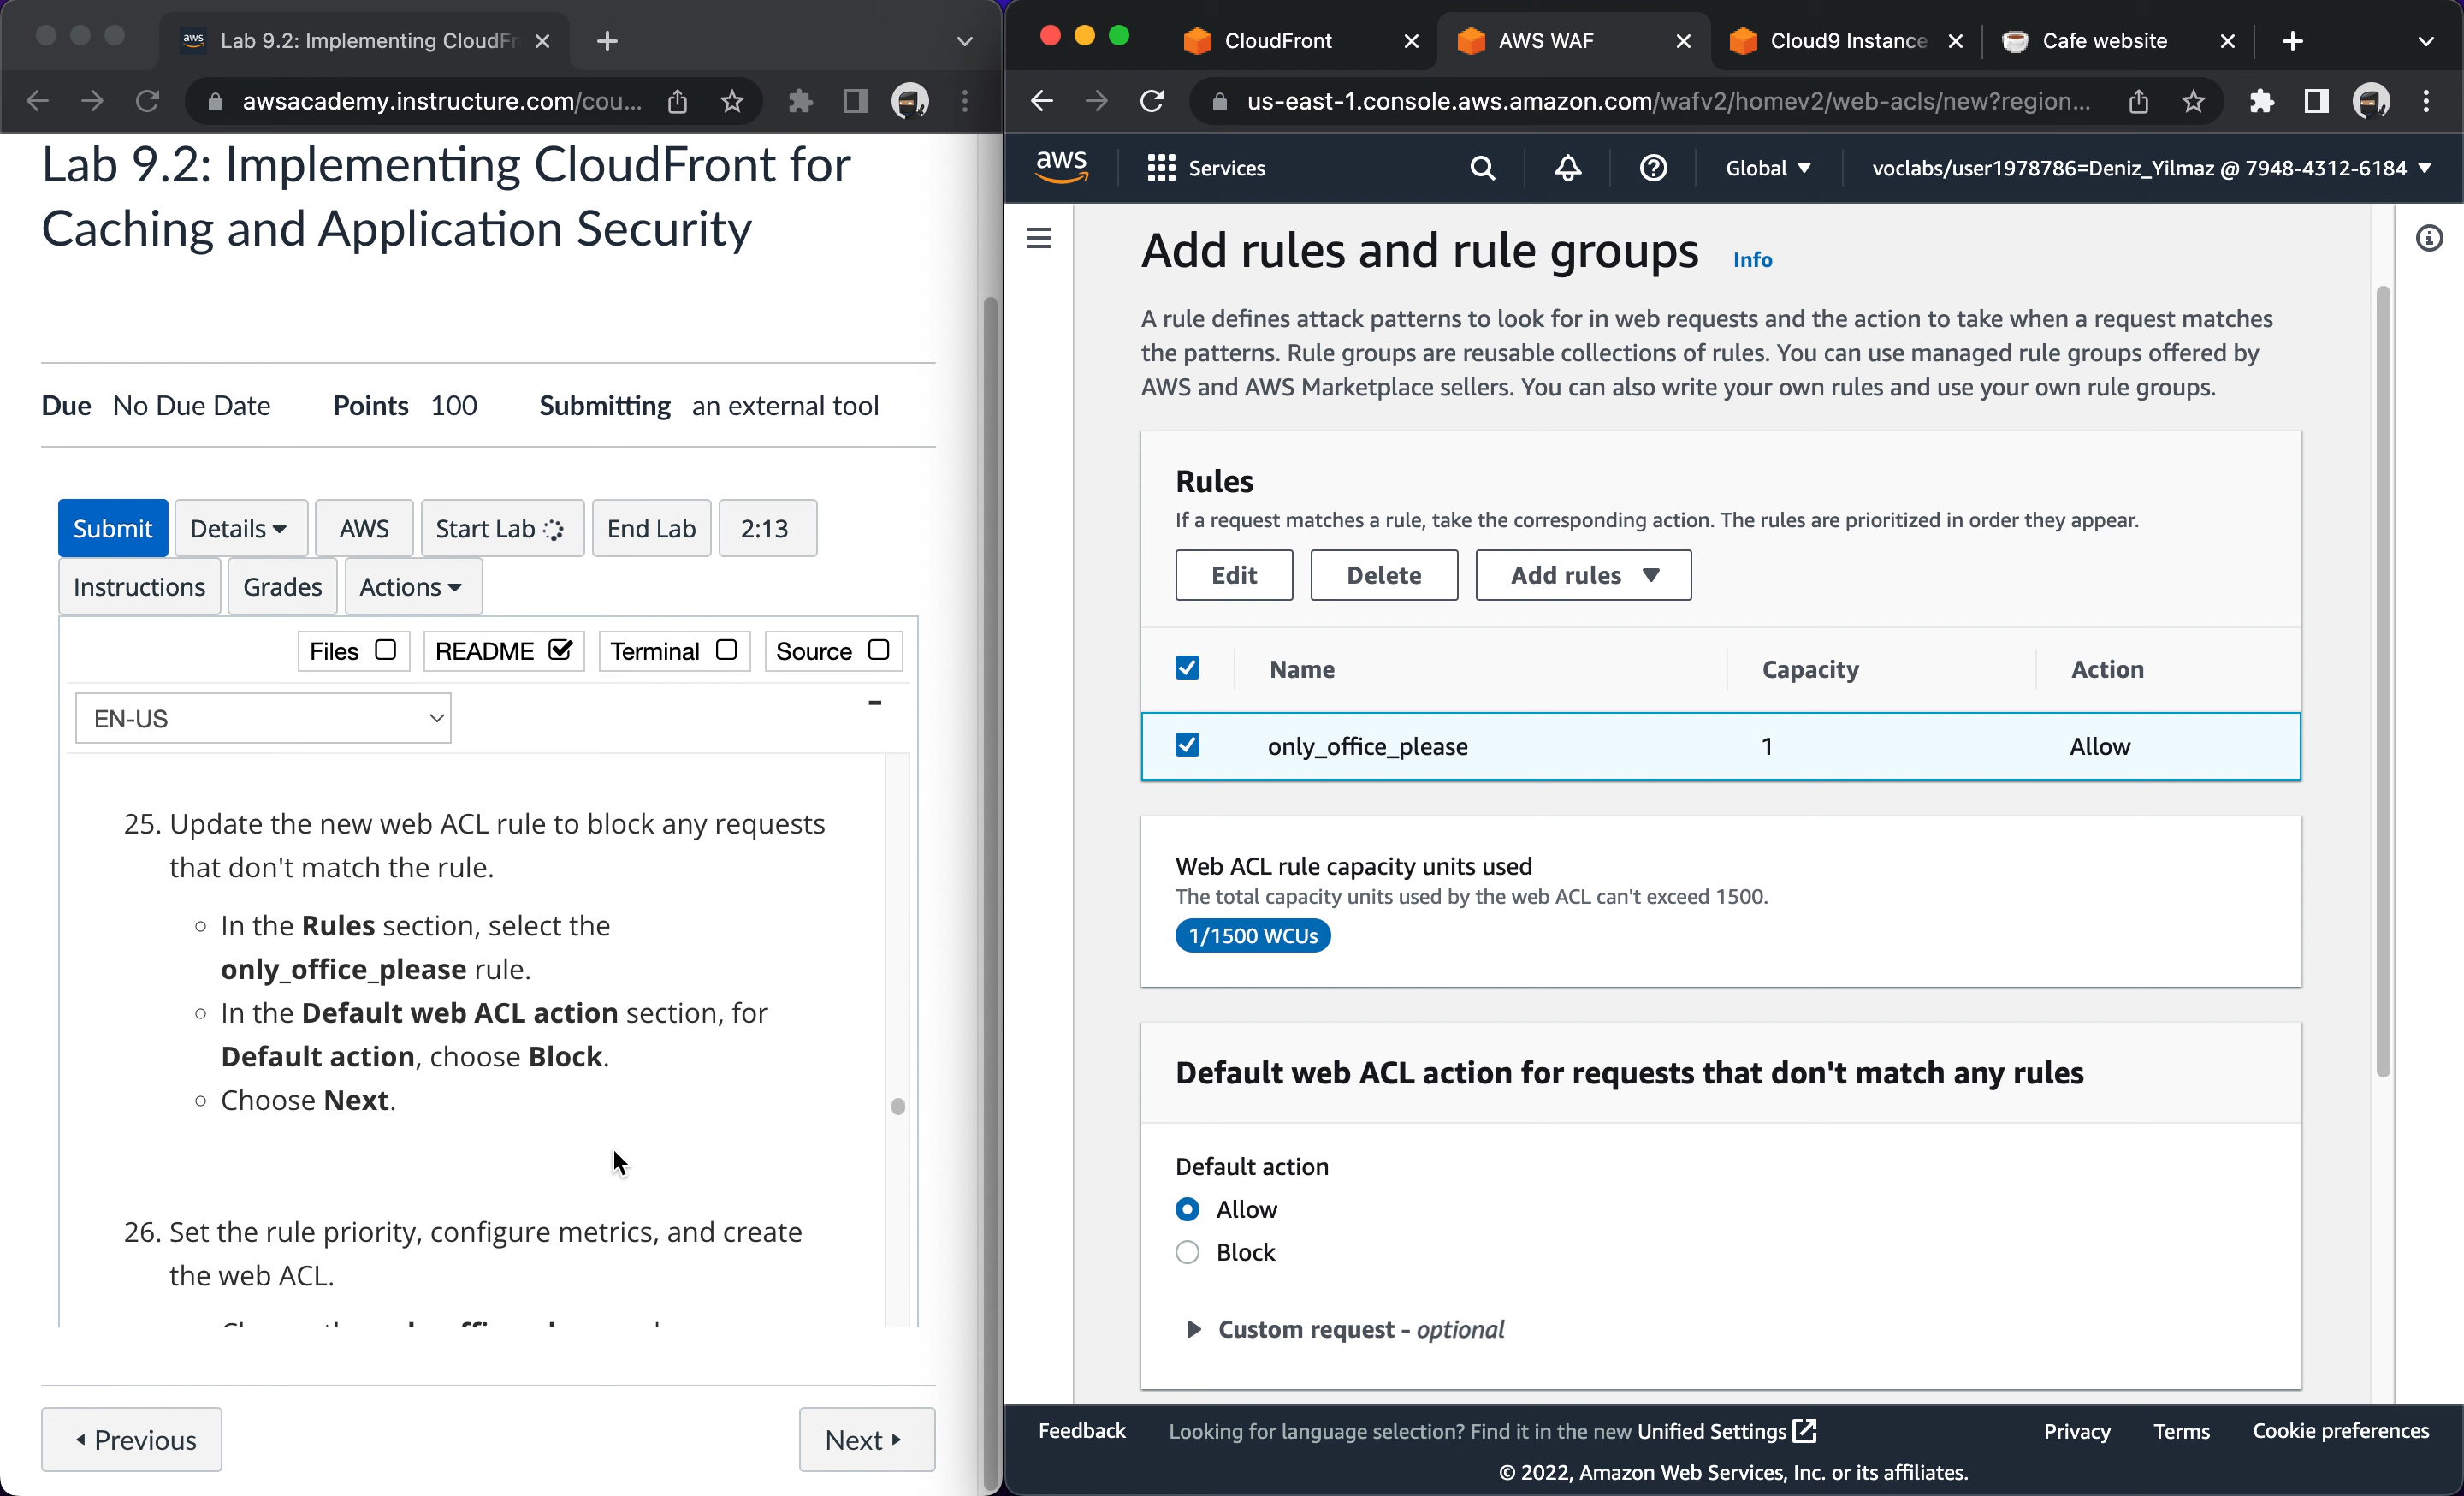 Lab 9.2: Implementing CloudFr
awsacademy.instructure.com/cou...
Lab 9.2: Implementing CloudFront for
Caching and Application Security
Due No Due Date Points 100 Submitting an external tool
Submit Details AWS Start Lab End Lab 2:13
Instructions Grades Actions
Files README Terminal Source
EN-US
25. Update the new web ACL rule to block any requests
that don't match the rule.
In the Rules section, select the
only_office_please rule.
In the Default web ACL action section, for
Default action, choose Block.
Choose Next.
26. Set the rule priority, configure metrics, and create
the web ACL.
Previous Next
CloudFront AWS WAF Cloud9 Instance Cafe website
us-east-1.console.aws.amazon.com/wafv2/homev2/web-acls/new?region...
aws Services Global voclabs/user1978786=Deniz_Yilmaz @ 7948-4312-6184
Add rules and rule groups Info
A rule defines attack patterns to look for in web requests and the action to take when a request matches
the patterns. Rule groups are reusable collections of rules. You can use managed rule groups offered by
AWS and AWS Marketplace sellers. You can also write your own rules and use your own rule groups.
Rules
If a request matches a rule, take the corresponding action. The rules are prioritized in order they appear.
Edit Delete Add rules
Name Capacity Action
only_office_please 1 Allow
Web ACL rule capacity units used
The total capacity units used by the web ACL can't exceed 1500.
1/1500 WCUs
Default web ACL action for requests that don't match any rules
Default action
Allow
Block
Custom request - optional
Feedback Looking for language selection? Find it in the new Unified Settings Privacy Terms Cookie preferences
© 2022, Amazon Web Services, Inc. or its affiliates.